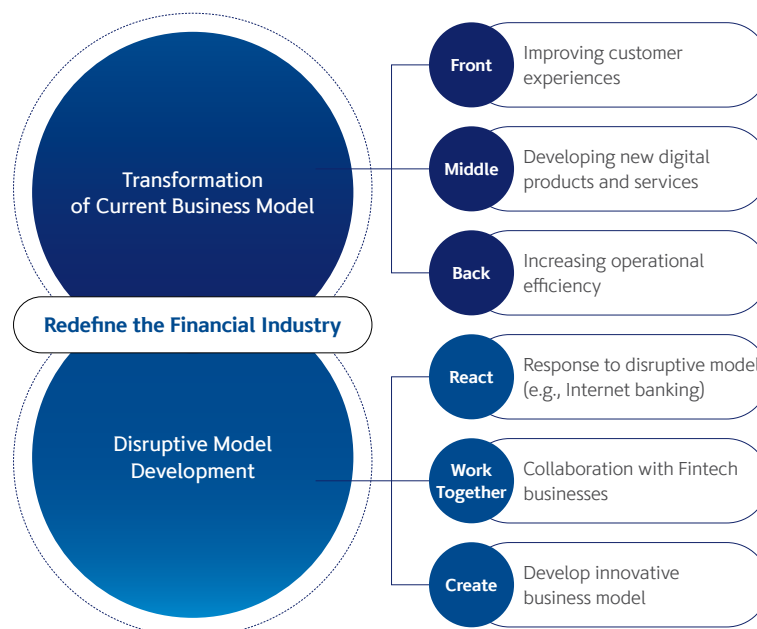 Transformation
of Current Business Model
Front
Improving customer
experiences
Middle
Developing new digital
products and services
Back
Increasing operational
efficiency
Redefine the Financial Industry
Disruptive Model
Development
React
Response to disruptive model
(e.g., Internet banking)
Work
Together
Collaboration with Fintech
businesses
Create
Develop innovative
business model